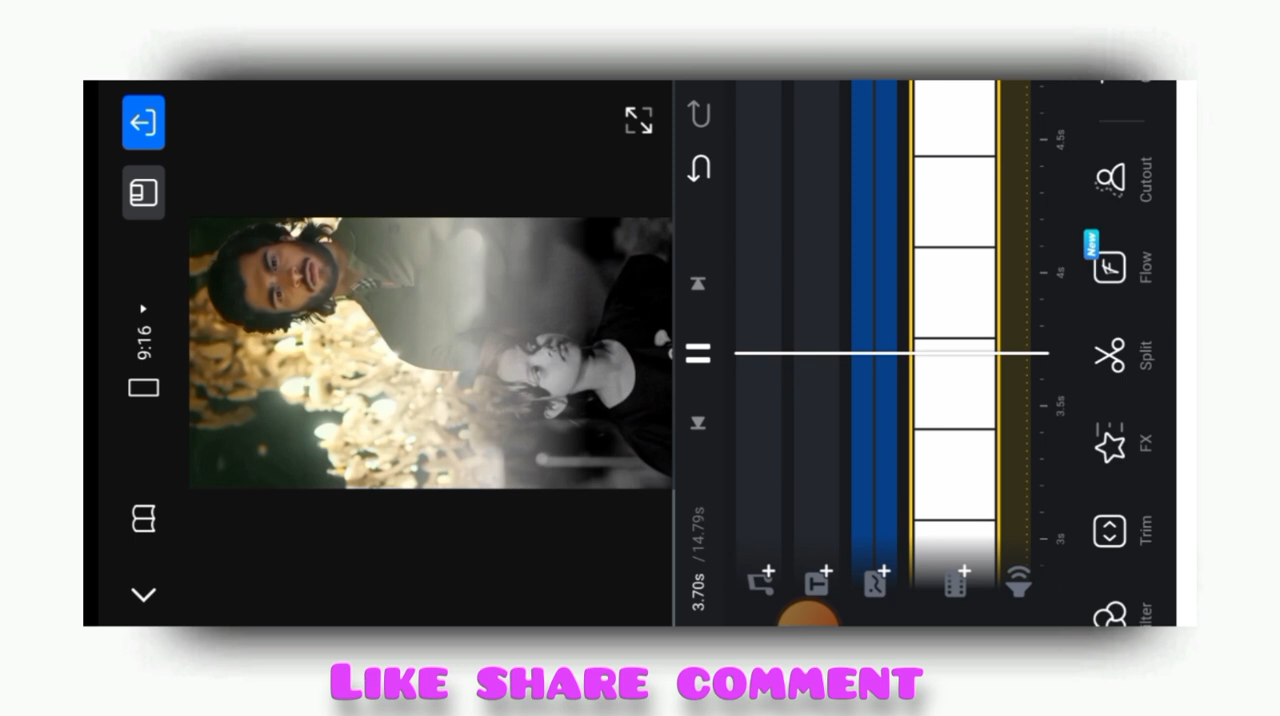 9:16
3.70s / 14.79s
3s
3.5s
4s
4.5s
lter
Trim
FX
Split
New
Flow
Cutout
LIKE SHARE COMMENT